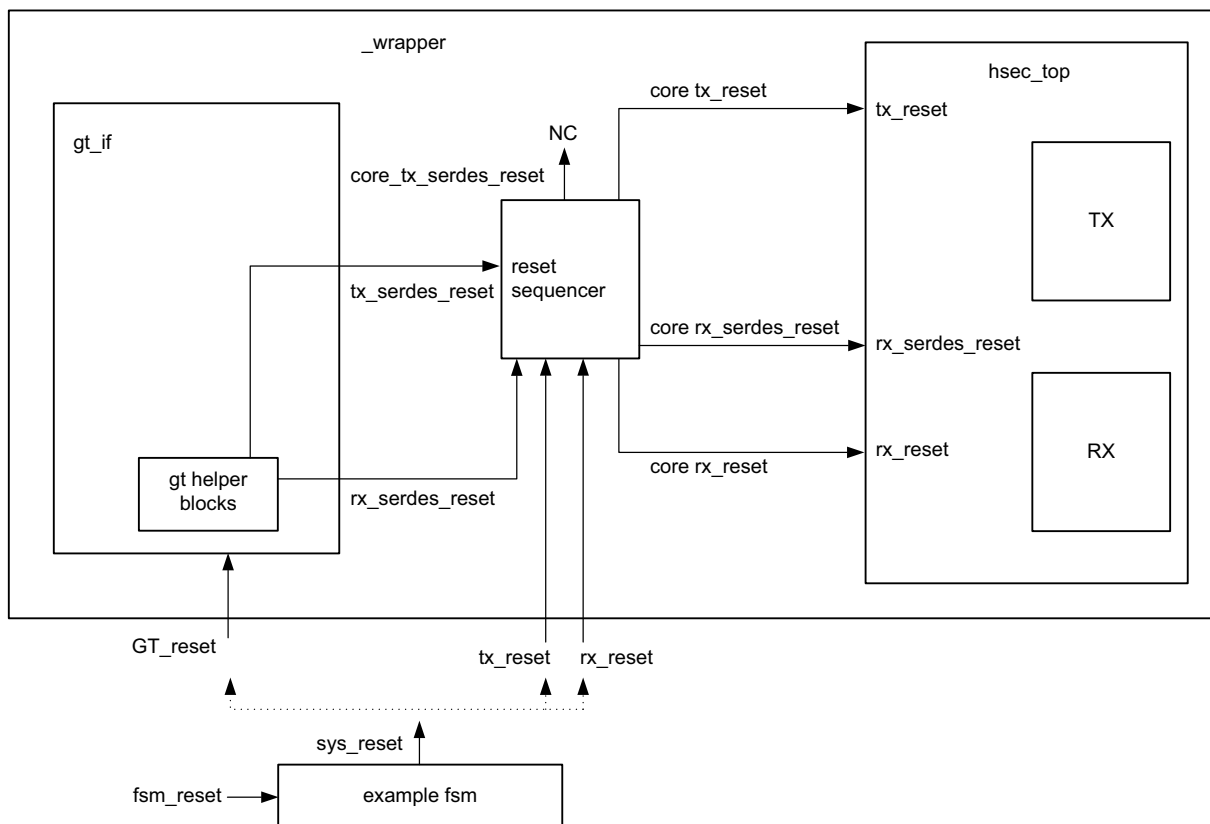 _wrapper
hsec_top
core tx_reset
tx_reset
gt_if
NC
core_tx_serdes_reset
TX
reset
sequencer
tx_serdes_reset
core rx_serdes_reset
rx_serdes_reset
gt helper
blocks
rx_serdes_reset
core rx_reset
rx_reset
RX
GT_reset
tx_reset
rx_reset
sys_reset
fsm_reset
example fsm